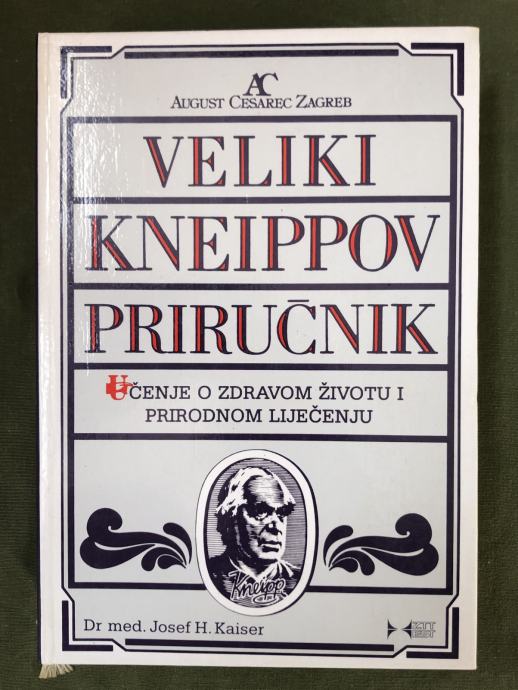 AC
AUGUST CESAREC ZAGREB
VELIKI
KNEIPPOV
PRIRUČNIK
UČENJE O ZDRAVOM ŽIVOTU I
PRIRODNOM LIJEČENJU
Kneipp
Dr med. Josef H. Kaiser